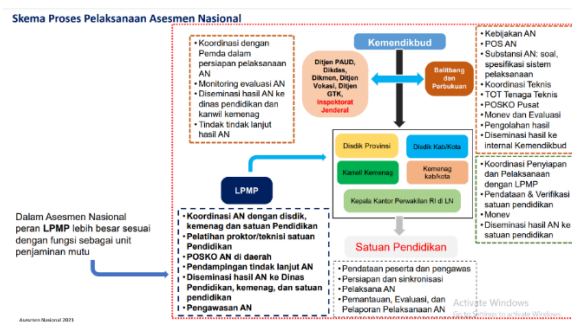 Skema Proses Pelaksanaan Asesmen Nasional
• Koordinasi dengan
Pemda dalam
persiapan pelaksanaan
AN
• Monitoring evaluasi AN
• Diseminasi hasil AN ke
dinas pendidikan dan
kanwil kemenag
• Tindak tindak lanjut
hasil AN
Ditjen PAUD,
Dikdas,
Dikmen, Ditjen
Vokasi, Ditjen
GTK,
Inspektorat
Jenderal
Kemendikbud
Balitbang
dan
Perbukuan
• Kebijakan AN
• POS AN
• Substansi AN: soal,
spesifikasi sistem
pelaksanaan
• Koordinasi Teknis
• TOT Tenaga Teknis
• POSKO Pusat
• Monev dan Evaluasi
• Pengolahan hasil
• Diseminasi hasil ke
internal Kemendikbud
Disdik Provinsi
Disdik Kab/Kota
Kanwil Kemenag
Kemenag
kab/kota
Kepala Kantor Perwakilan RI di LN
• Koordinasi Penyiapan
dan Pelaksanaan
dengan LPMP
• Pendataan & Verifikasi
satuan pendidikan
• Monev
• Diseminasi hasil AN ke
satuan pendidikan
LPMP
Dalam Asesmen Nasional
peran LPMP lebih besar sesuai
dengan fungsi sebagai unit
penjaminan mutu
• Koordinasi AN dengan disdik,
kemenag dan satuan Pendidikan
• Pelatihan proktor/teknisi satuan
Pendidikan
• POSKO AN di daerah
• Pendampingan tindak lanjut AN
• Diseminasi hasil AN ke Dinas
Pendidikan, kemenag, dan satuan
pendidikan
• Pengawasan AN
Satuan Pendidikan
• Pendataan peserta dan pengawas
• Persiapan dan sinkronisasi
Pelaksana AN
• Pemantauan, Evaluasi, dan
Pelaporan Pelaksanaan AN
Activate Windows
Go to Settings to activate Windows.
Asesmen Nasional 2021